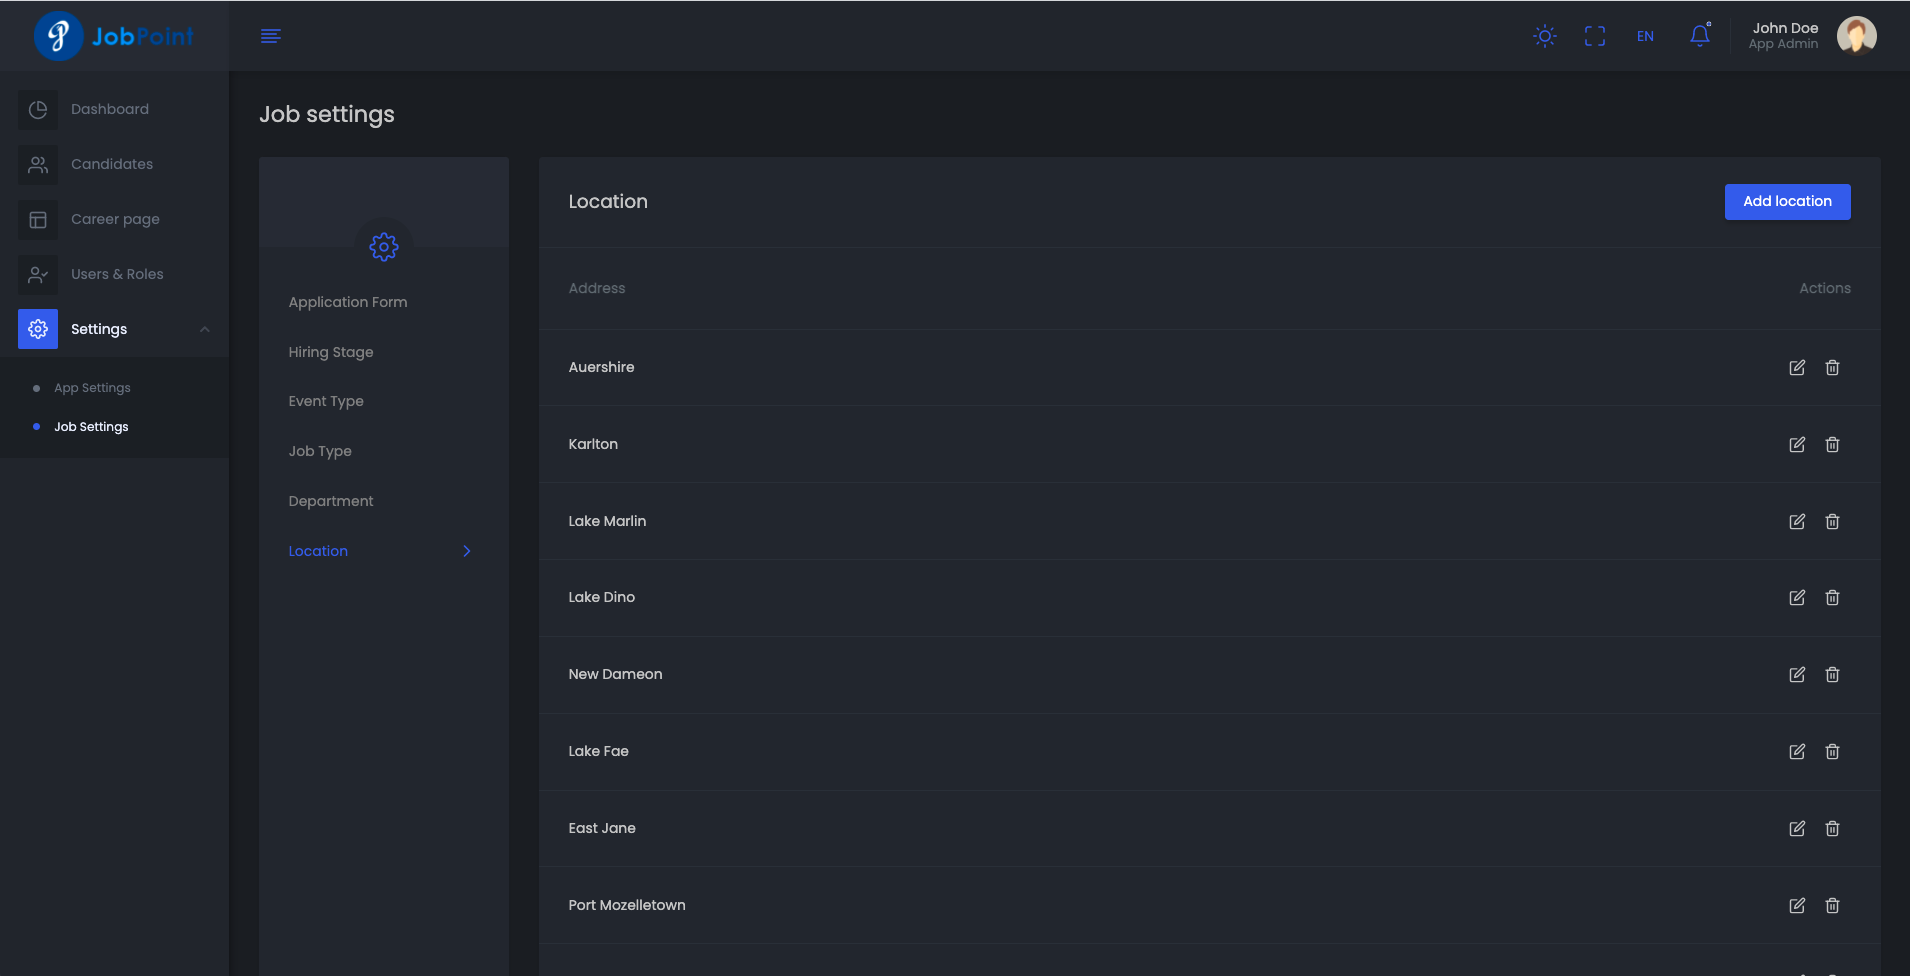 JobPoint
EN
John Doe
App Admin
Dashboard
Candidates
Career page
Users & Roles
Settings
App Settings
Job Settings
Job settings
Application Form
Hiring Stage
Event Type
Job Type
Department
Location
Location
Add location
Address
Actions
Auershire
Karlton
Lake Marlin
Lake Dino
New Dameon
Lake Fae
East Jane
Port Mozelletown